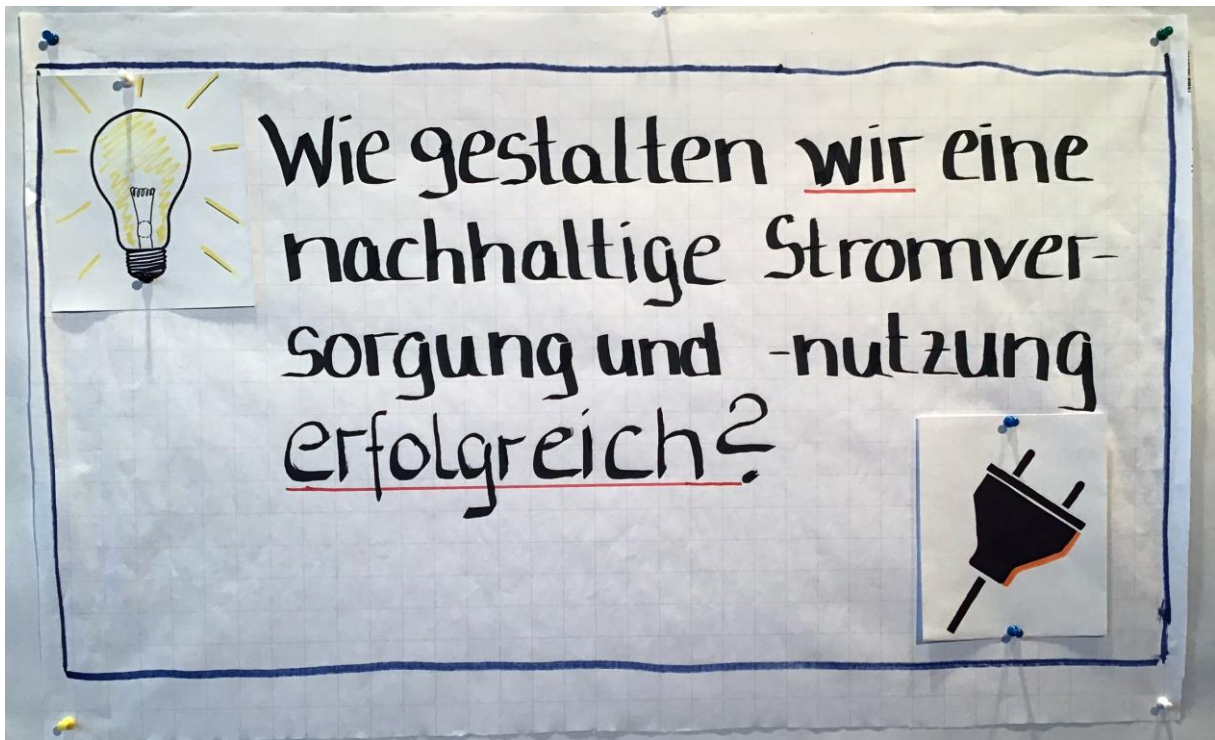 Wie gestalten wir eine
nachhaltige Stromver-
sorgung und -nutzung
erfolgreich?